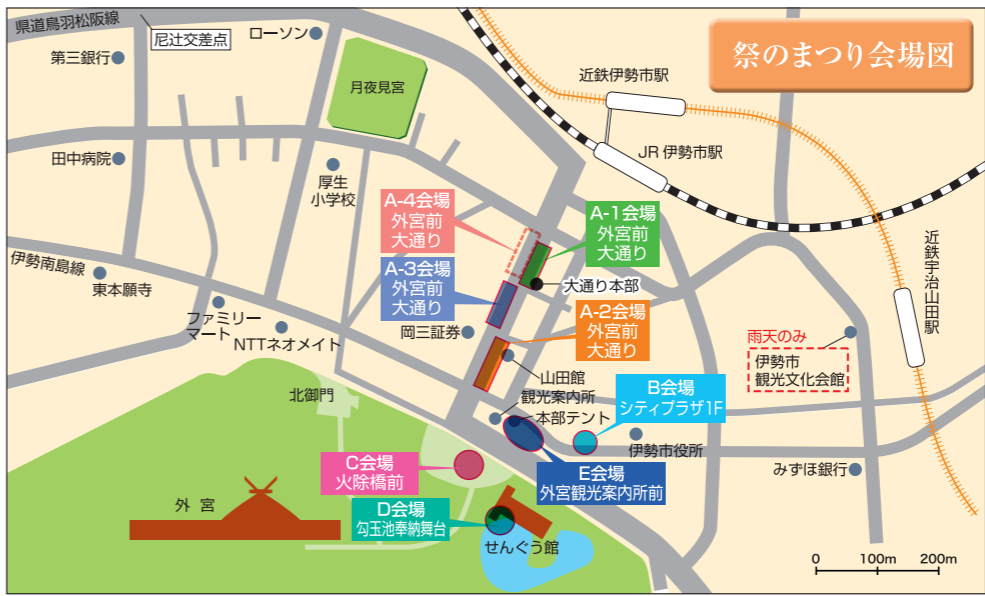 県道鳥羽松阪線
尼辻交差点
ローソン
第三銀行
祭のまつり会場図
近鉄伊勢市駅
月夜見宮
JR 伊勢市駅
田中病院
厚生
小学校
A-4会場
外宮前
大通り
A-1会場
外宮前
大通り
近鉄宇治山田駅
伊勢南島線
東本願寺
A-3会場
外宮前
大通り
大通り本部
ファミリー
マート
NTTネオメイト
岡三証券
A-2会場
外宮前
大通り
雨天のみ
伊勢市
観光文化会館
山田館
観光案内所
本部テント
B会場
シティプラザ1F
北御門
伊勢市役所
みずほ銀行
C会場
火除橋前
E会場
外宮観光案内所前
外宮
D会場
勾玉池奉納舞台
せんぐう館
0 100m 200m